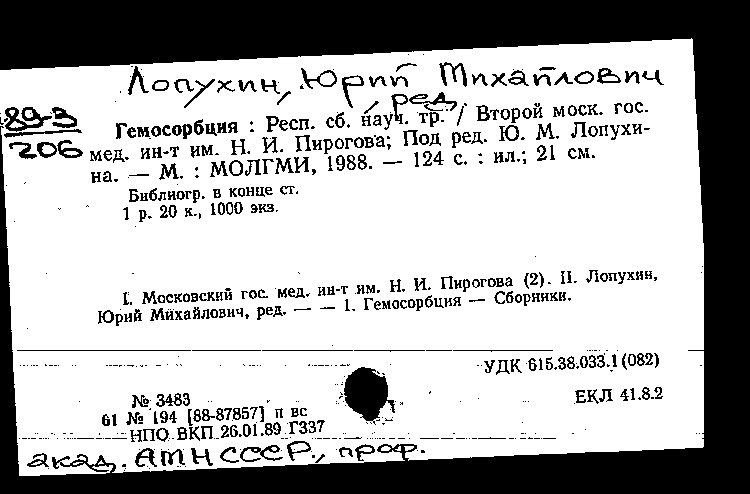 Лопухин, Юрий Михайлович
, ред.
89-3
206
Гемосорбция : Респ. сб. науч. тр. / Второй моск. гос.
мед. ин-т им. Н. И. Пирогова; Под ред. Ю. М. Лопухи-
на. — М. : МОЛГМИ, 1988. — 124 с. : ил.; 21 см.
Библиогр. в конце ст.
1 р. 20 к., 1000 экз.
I. Московский гос. мед. ин-т им. Н. И. Пирогова (2). II. Лопухин,
Юрий Михайлович, ред. — — 1. Гемосорбция — Сборники.
УДК 615.38.033.1(082)
№ 3483
ЕКЛ 41.8.2
61 № 194 [88-87857] п вс
НПО ВКП 26.01.89 Г337
акад. АМН СССР, проф.